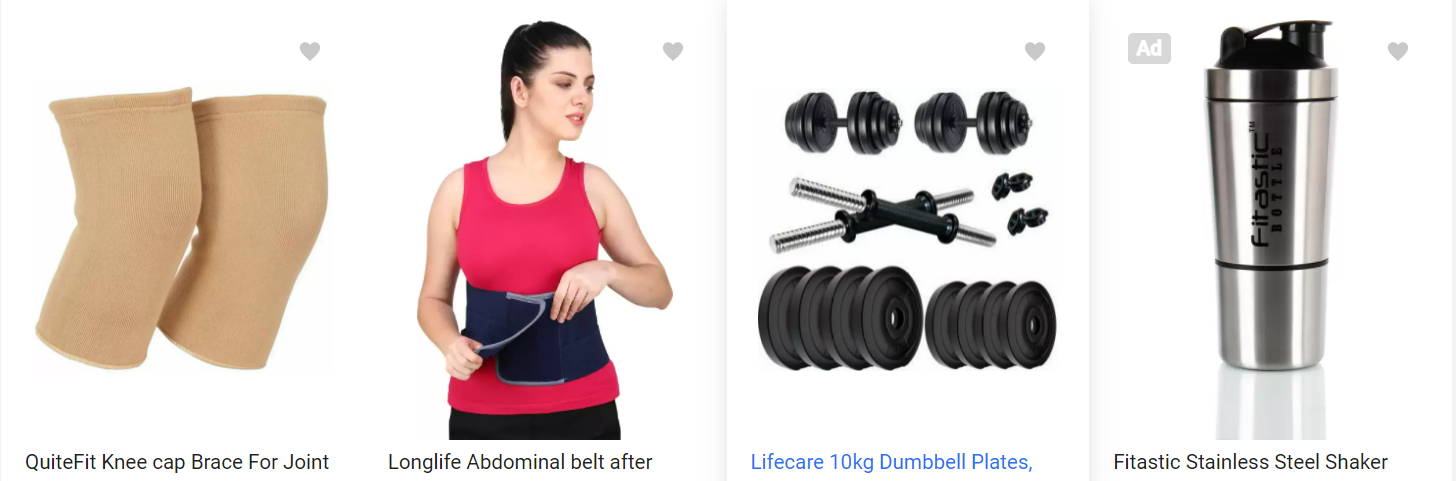 Ad
Fitastic™
BOTTLE
QuiteFit Knee cap Brace For Joint
Longlife Abdominal belt after
Lifecare 10kg Dumbbell Plates,
Fitastic Stainless Steel Shaker